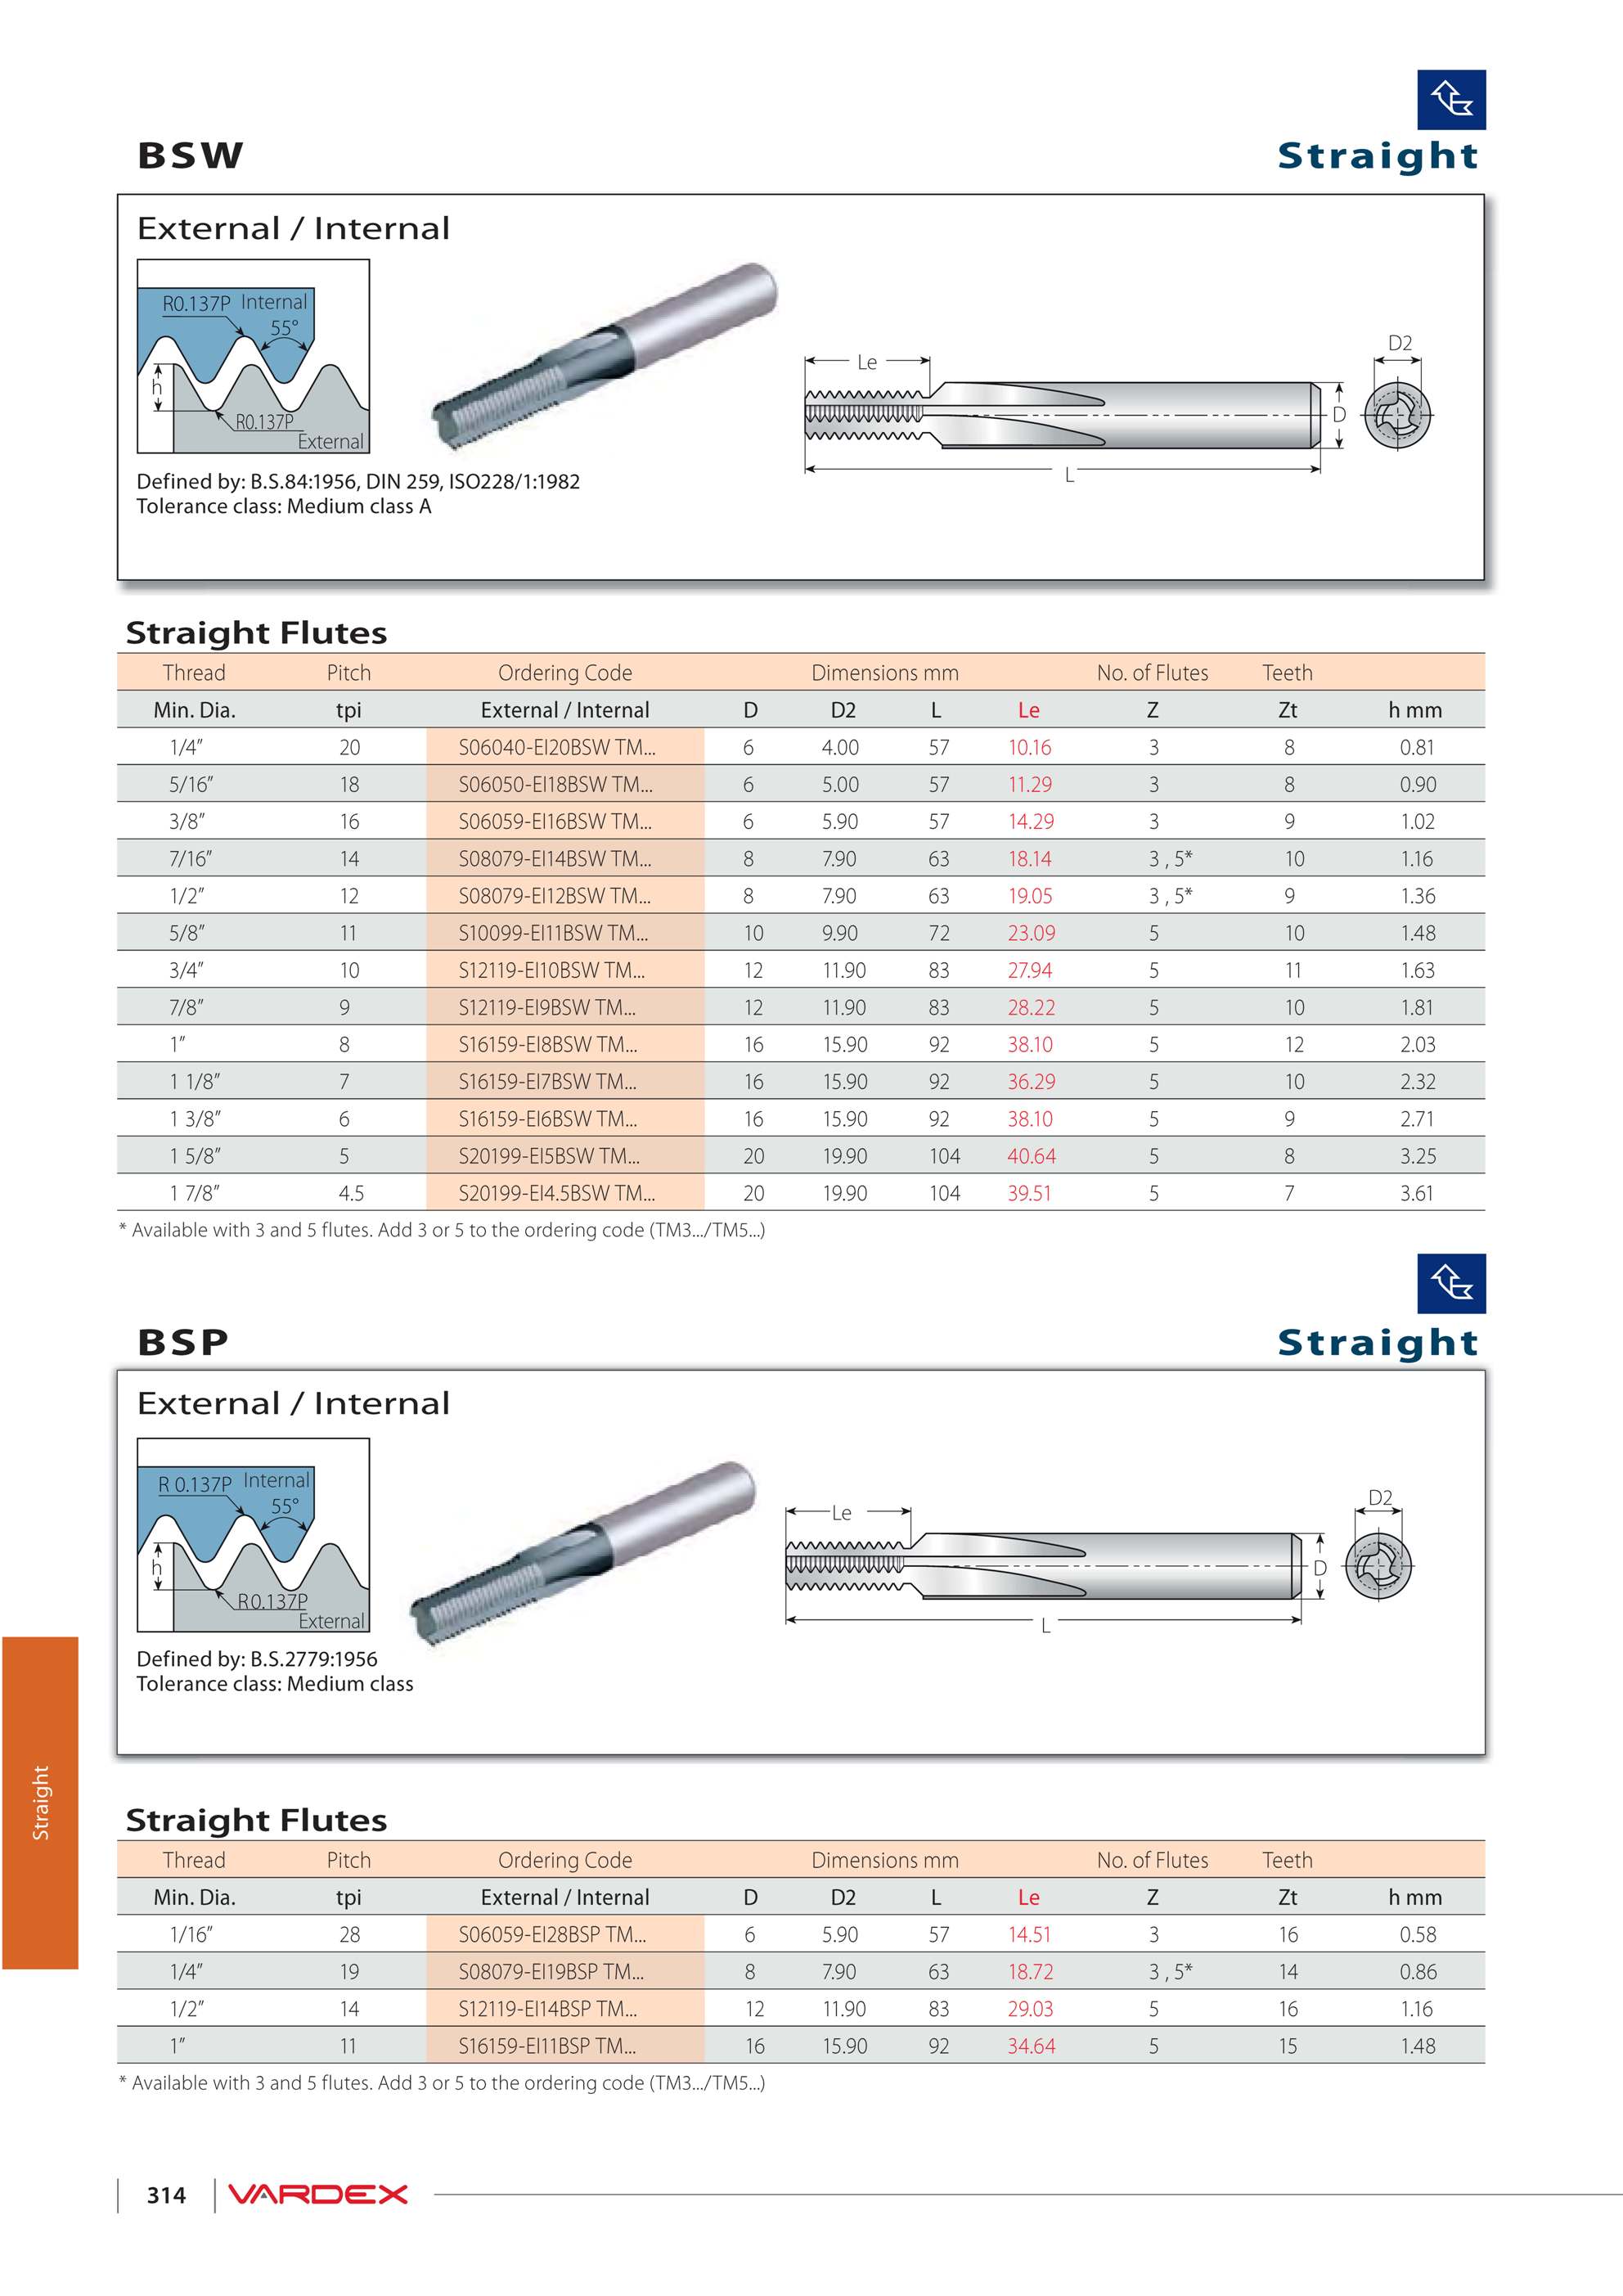 BSW
Straight
External / Internal
R0.137P Internal
55°
h
R0.137P
External
Le
D2
D
L
Defined by: B.S.84:1956, DIN 259, ISO228/1:1982
Tolerance class: Medium class A
Straight Flutes
Thread Pitch Ordering Code Dimensions mm No. of Flutes Teeth
Min. Dia. tpi External / Internal D D2 L Le Z Zt h mm
1/4" 20 S06040-EI20BSW TM... 6 4.00 57 10.16 3 8 0.81
5/16" 18 S06050-EI18BSW TM... 6 5.00 57 11.29 3 8 0.90
3/8" 16 S06059-EI16BSW TM... 6 5.90 57 14.29 3 9 1.02
7/16" 14 S08079-EI14BSW TM... 8 7.90 63 18.14 3 , 5* 10 1.16
1/2" 12 S08079-EI12BSW TM... 8 7.90 63 19.05 3 , 5* 9 1.36
5/8" 11 S10099-EI11BSW TM... 10 9.90 72 23.09 5 10 1.48
3/4" 10 S12119-EI10BSW TM... 12 11.90 83 27.94 5 11 1.63
7/8" 9 S12119-EI9BSW TM... 12 11.90 83 28.22 5 10 1.81
1" 8 S16159-EI8BSW TM... 16 15.90 92 38.10 5 12 2.03
1 1/8" 7 S16159-EI7BSW TM... 16 15.90 92 36.29 5 10 2.32
1 3/8" 6 S16159-EI6BSW TM... 16 15.90 92 38.10 5 9 2.71
1 5/8" 5 S20199-EI5BSW TM... 20 19.90 104 40.64 5 8 3.25
1 7/8" 4.5 S20199-EI4.5BSW TM... 20 19.90 104 39.51 5 7 3.61
* Available with 3 and 5 flutes. Add 3 or 5 to the ordering code (TM3.../TM5...)
BSP
Straight
External / Internal
R 0.137P Internal
55°
h
R0.137P
External
Le
D2
D
L
Defined by: B.S.2779:1956
Tolerance class: Medium class
Straight
Straight Flutes
Thread Pitch Ordering Code Dimensions mm No. of Flutes Teeth
Min. Dia. tpi External / Internal D D2 L Le Z Zt h mm
1/16" 28 S06059-EI28BSP TM... 6 5.90 57 14.51 3 16 0.58
1/4" 19 S08079-EI19BSP TM... 8 7.90 63 18.72 3 , 5* 14 0.86
1/2" 14 S12119-EI14BSP TM... 12 11.90 83 29.03 5 16 1.16
1" 11 S16159-EI11BSP TM... 16 15.90 92 34.64 5 15 1.48
* Available with 3 and 5 flutes. Add 3 or 5 to the ordering code (TM3.../TM5...)
314 VARDEX